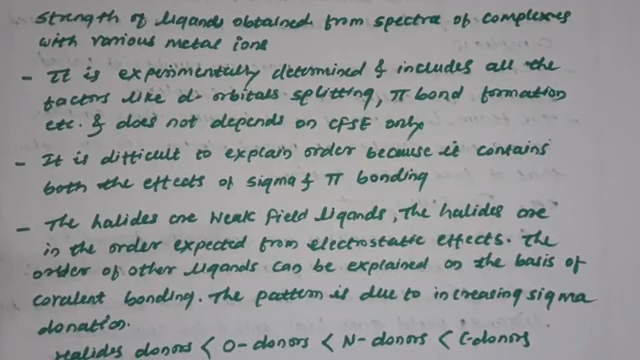 strength of ligands obtained from spectra of complexes
with various metal ions
- It is experimentally determined & includes all the
factors like d- orbitals splitting, π bond formation
etc. & does not depends on CFSE only
- It is difficult to explain order because it contains
both the effects of sigma & π bonding
- The halides are weak field ligands, The halides are
in the order expected from electrostatic effects. The
order of other ligands can be explained on the basis of
covalent bonding. The pattern is due to increasing sigma
donation.
Halides donors < O- donors < N- donors < C-donors